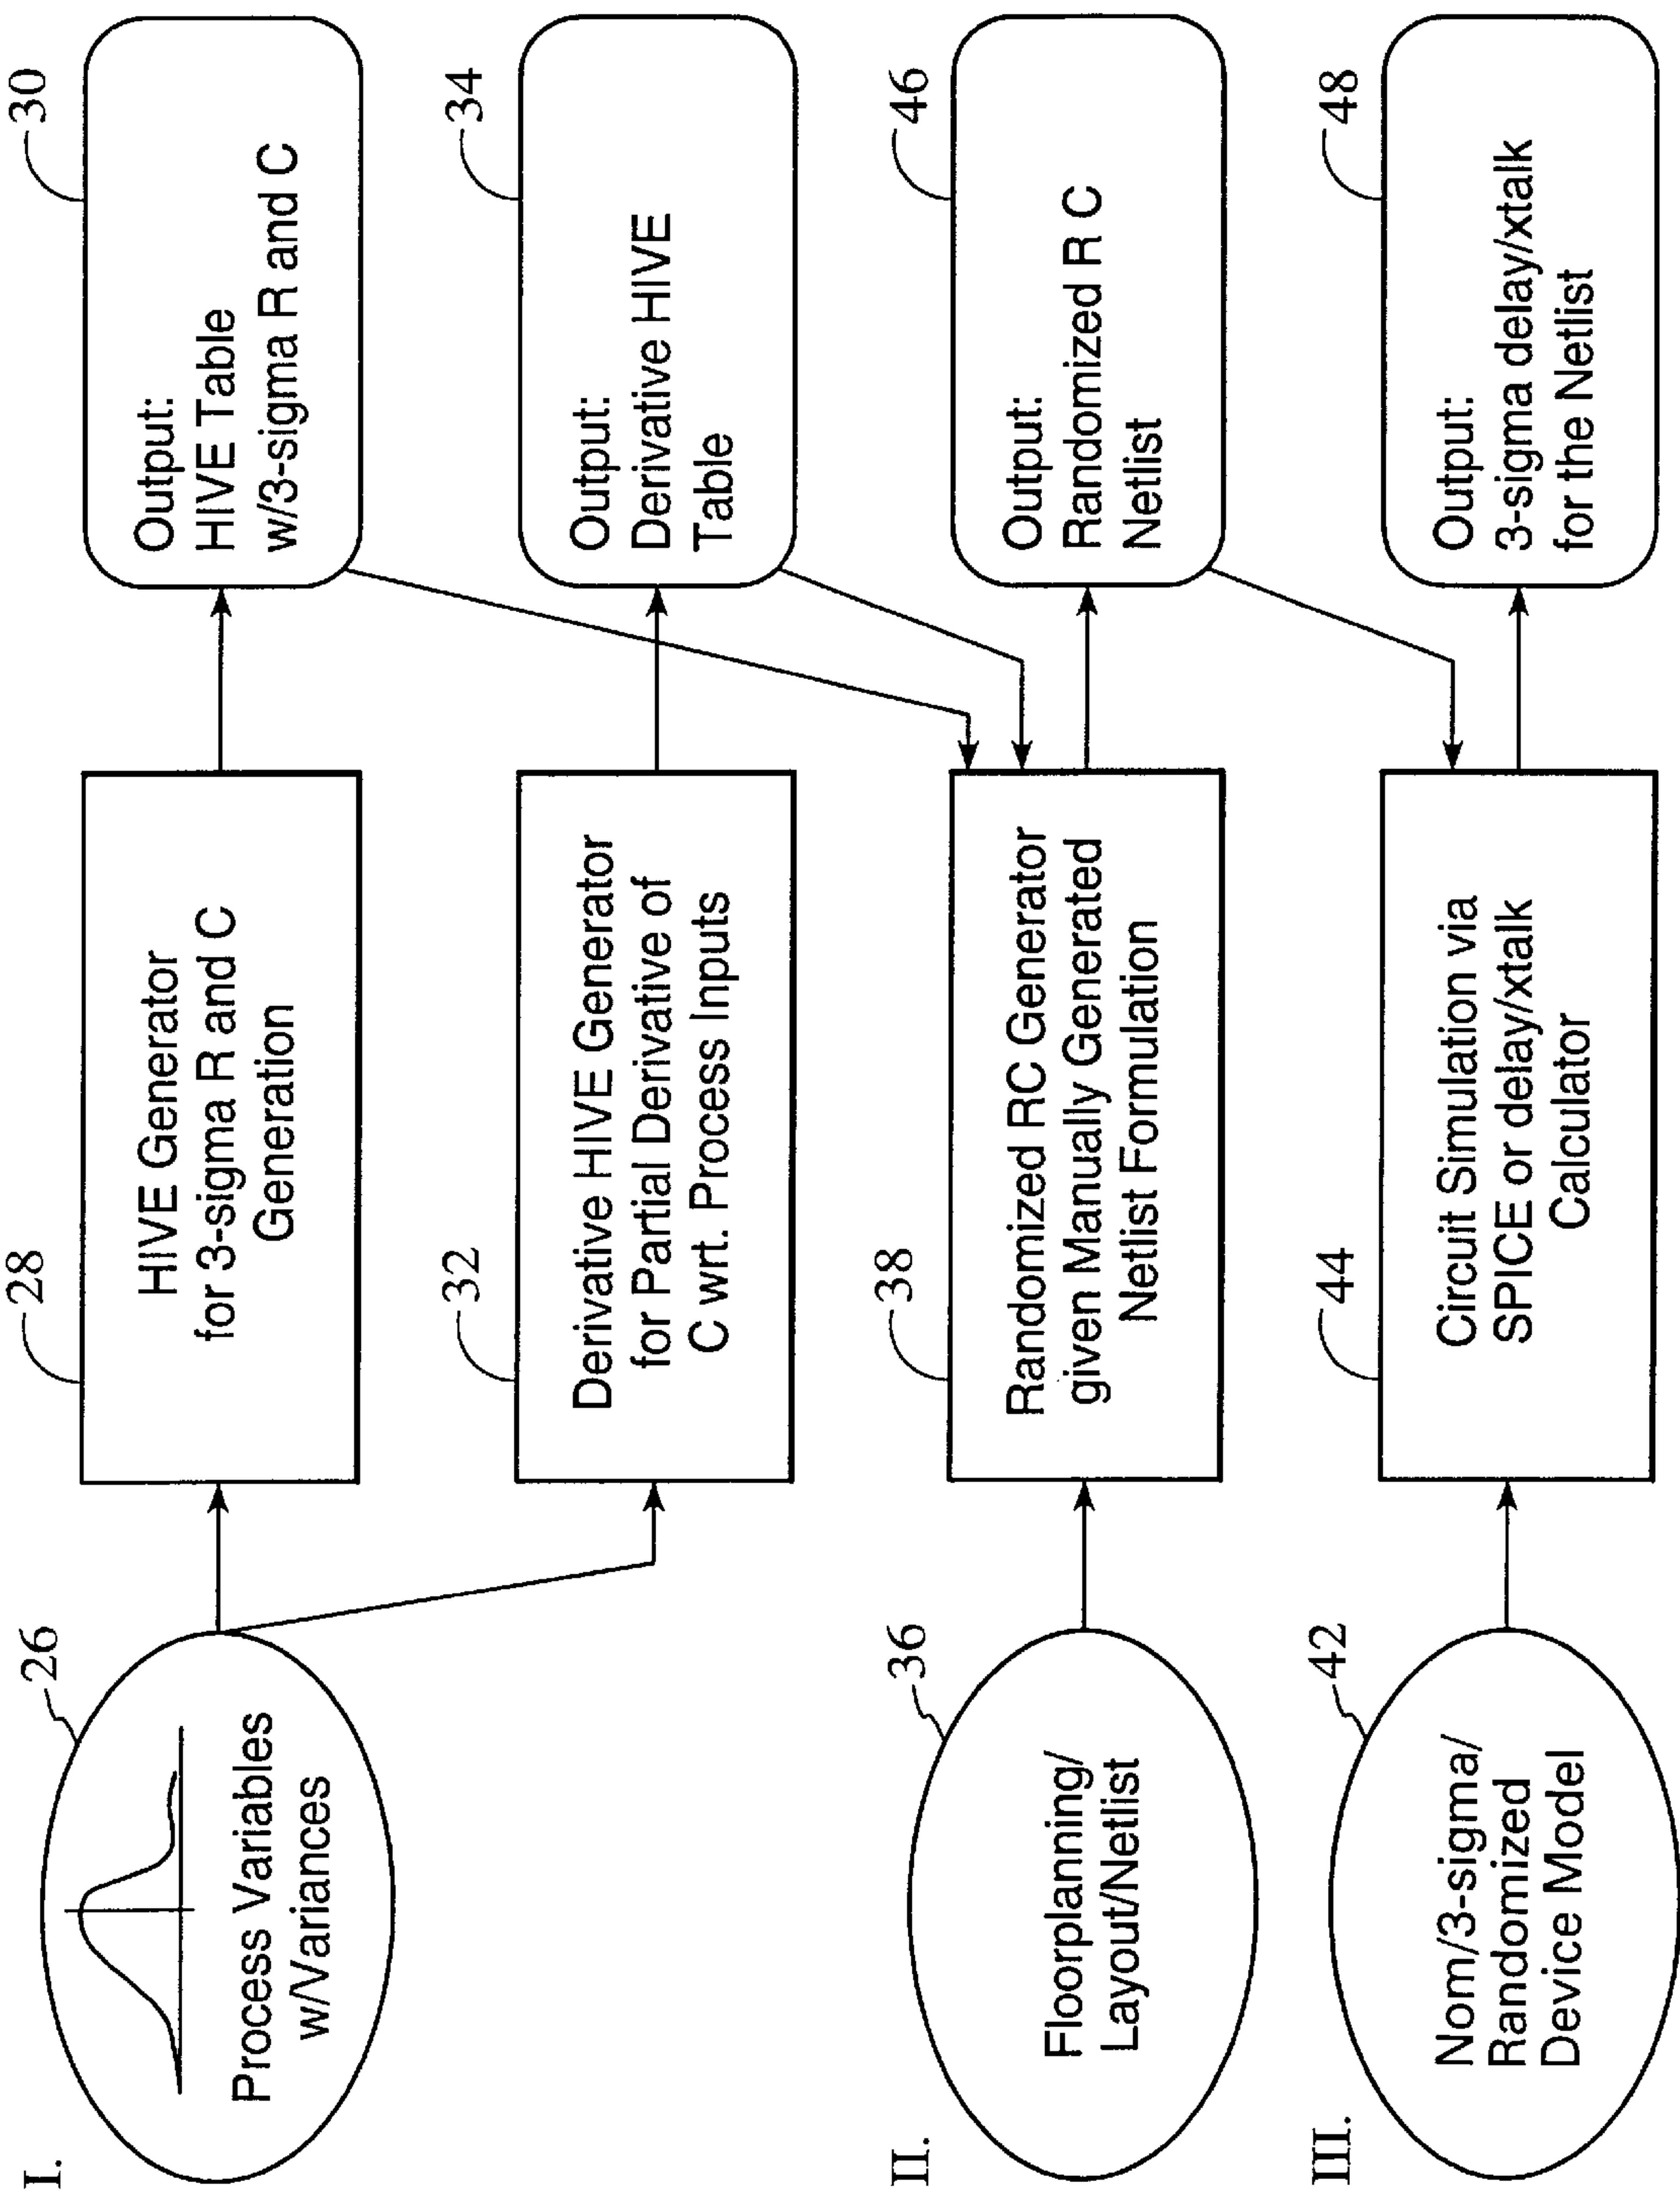 I.
26
Process Variables
w/Variances
28
HIVE Generator
for 3-sigma R and C
Generation
30
Output:
HIVE Table
w/3-sigma R and C
32
Derivative HIVE Generator
for Partial Derivative of
C wrt. Process Inputs
34
Output:
Derivative HIVE
Table
II.
36
Floorplanning/
Layout/Netlist
38
Randomized RC Generator
given Manually Generated
Netlist Formulation
46
Output:
Randomized R C
Netlist
III.
42
Nom/3-sigma/
Randomized
Device Model
44
Circuit Simulation via
SPICE or delay/xtalk
Calculator
48
Output:
3-sigma delay/xtalk
for the Netlist